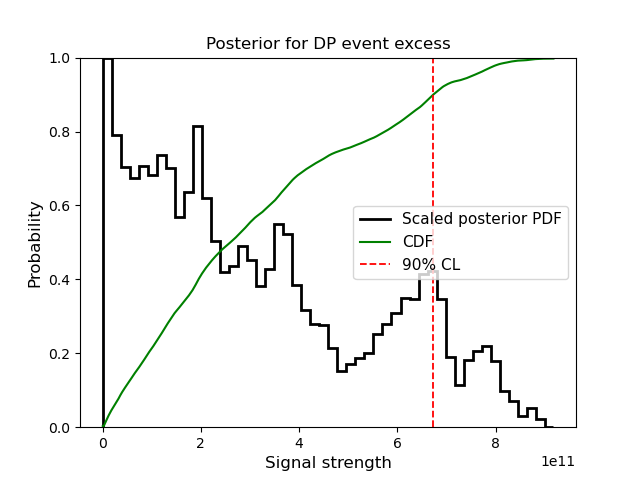 Posterior for DP event excess
Probability
1.0
0.8
0.6
0.4
0.2
0.0
Scaled posterior PDF
CDF
90% CL
0
2
4
6
8
1e11
Signal strength